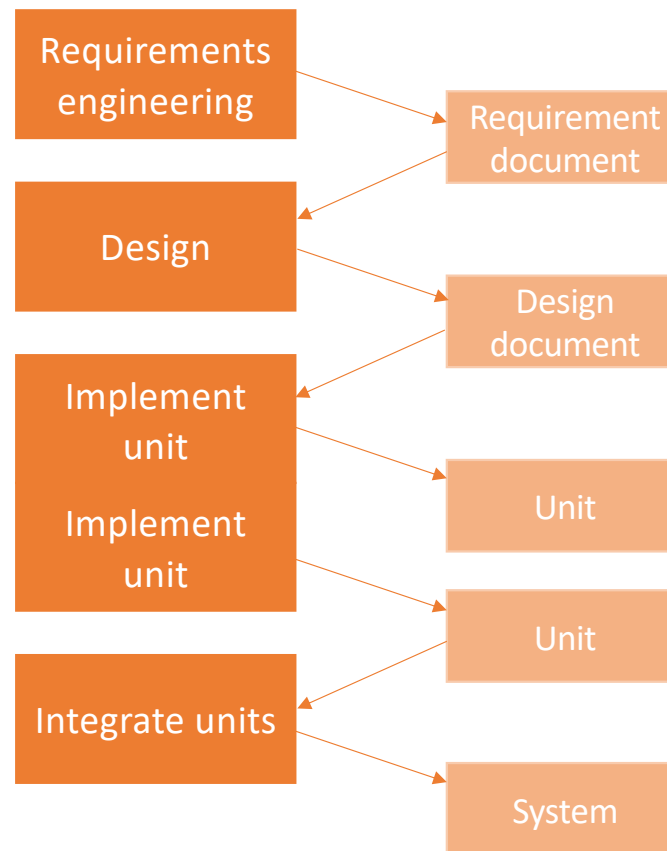 Requirements
engineering
Requirement
document
Design
Design
document
Implement
unit
Unit
Implement
unit
Unit
Integrate units
System